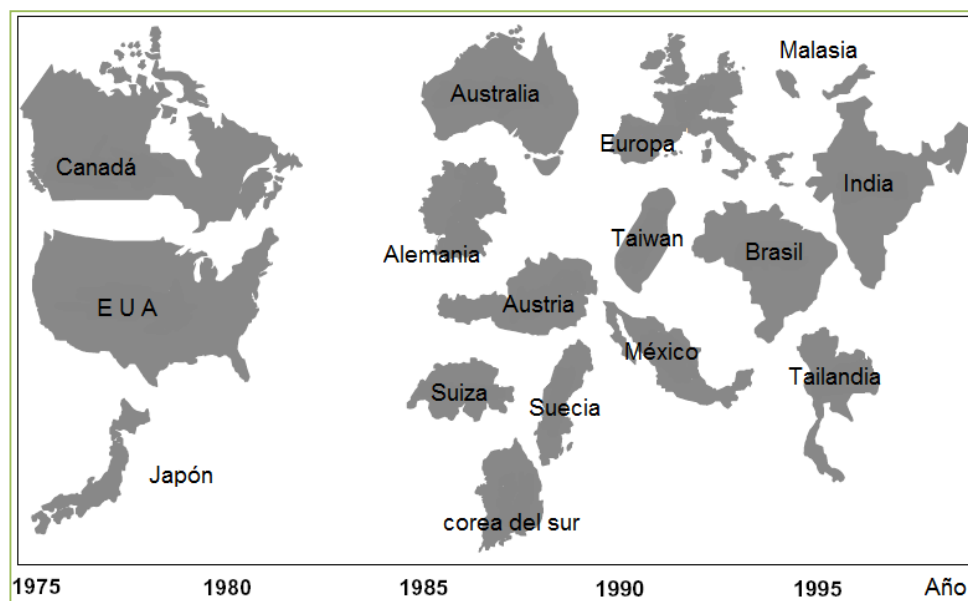 Malasia
Australia
Europa
Canadá
India
Taiwan
Alemania
Brasil
E U A
Austria
México
Tailandia
Suiza
Suecia
Japón
corea del sur
1975 1980 1985 1990 1995 Año